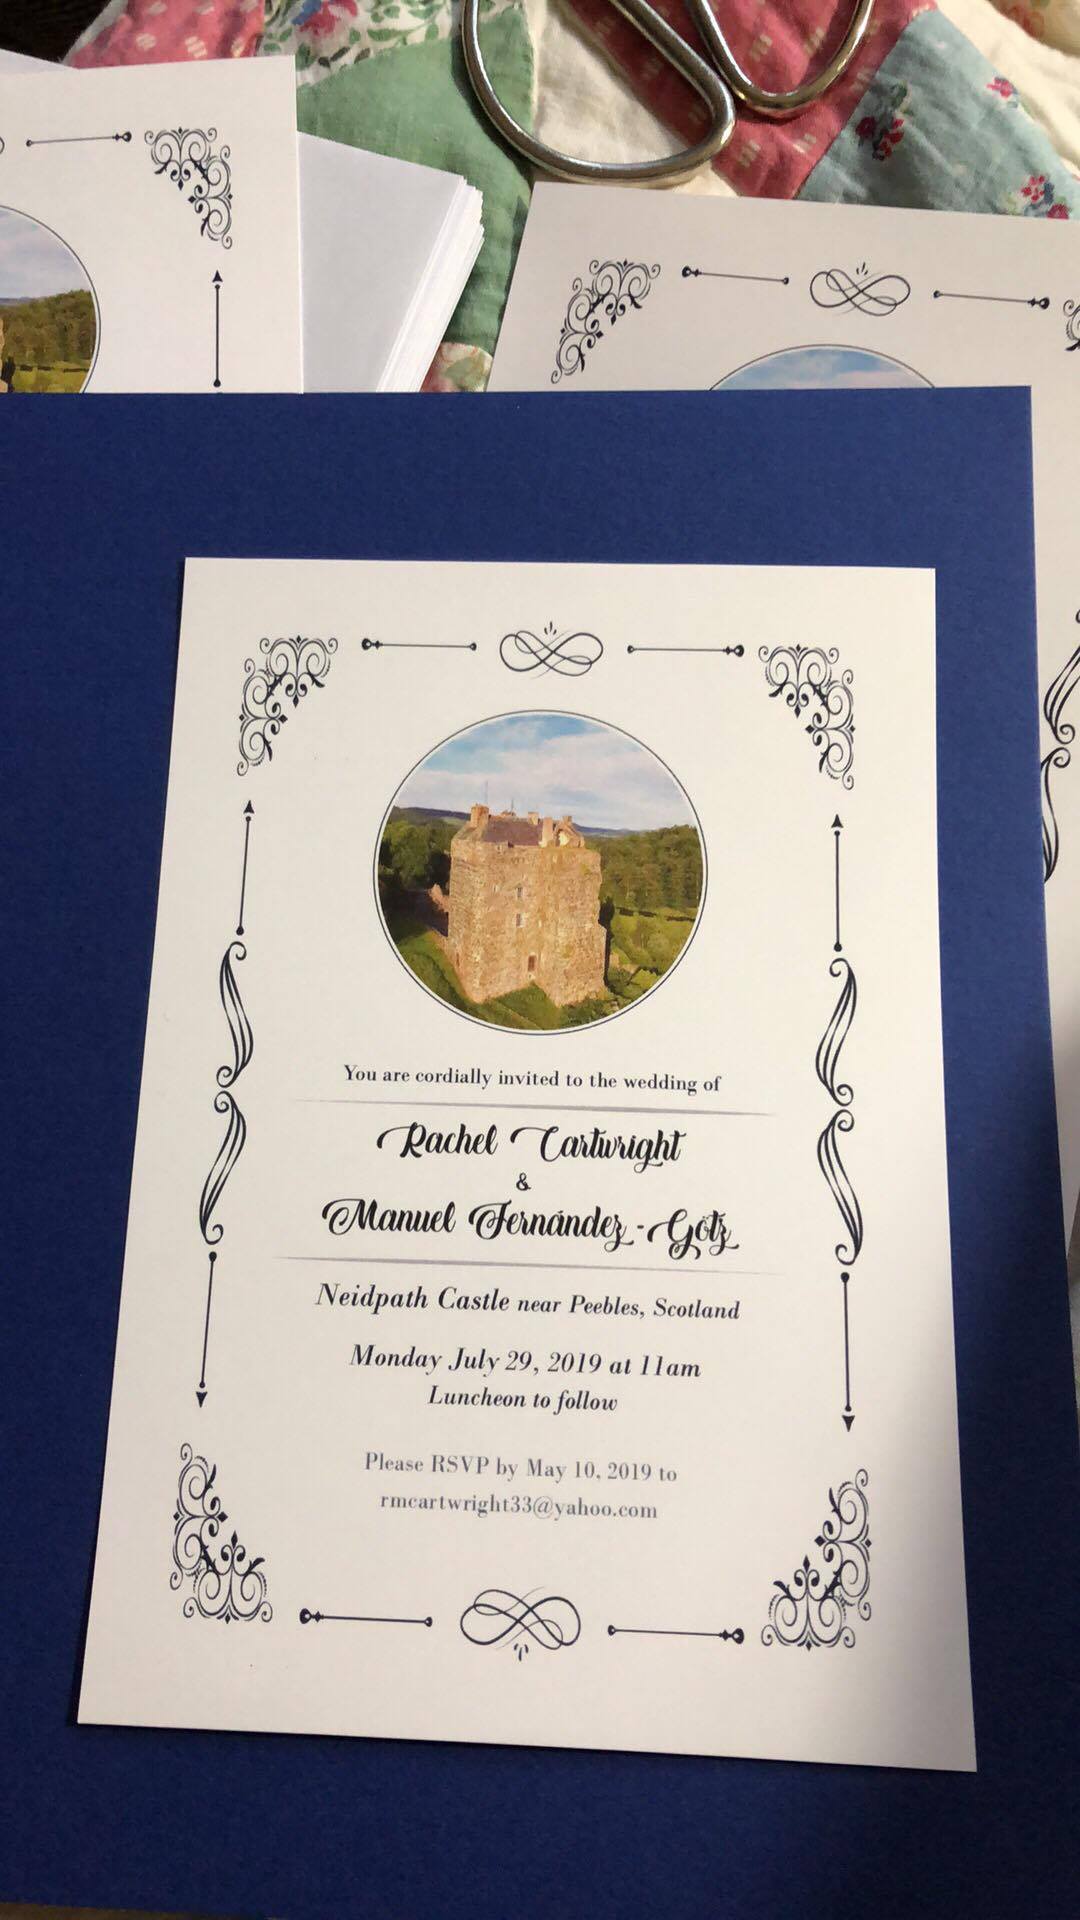 You are cordially invited to the wedding of
Rachel Cartwright
&
Manuel Fernández-Götz
Neidpath Castle near Peebles, Scotland
Monday July 29, 2019 at 11am
Luncheon to follow
Please RSVP by May 10, 2019 to
rmcartwright33@yahoo.com